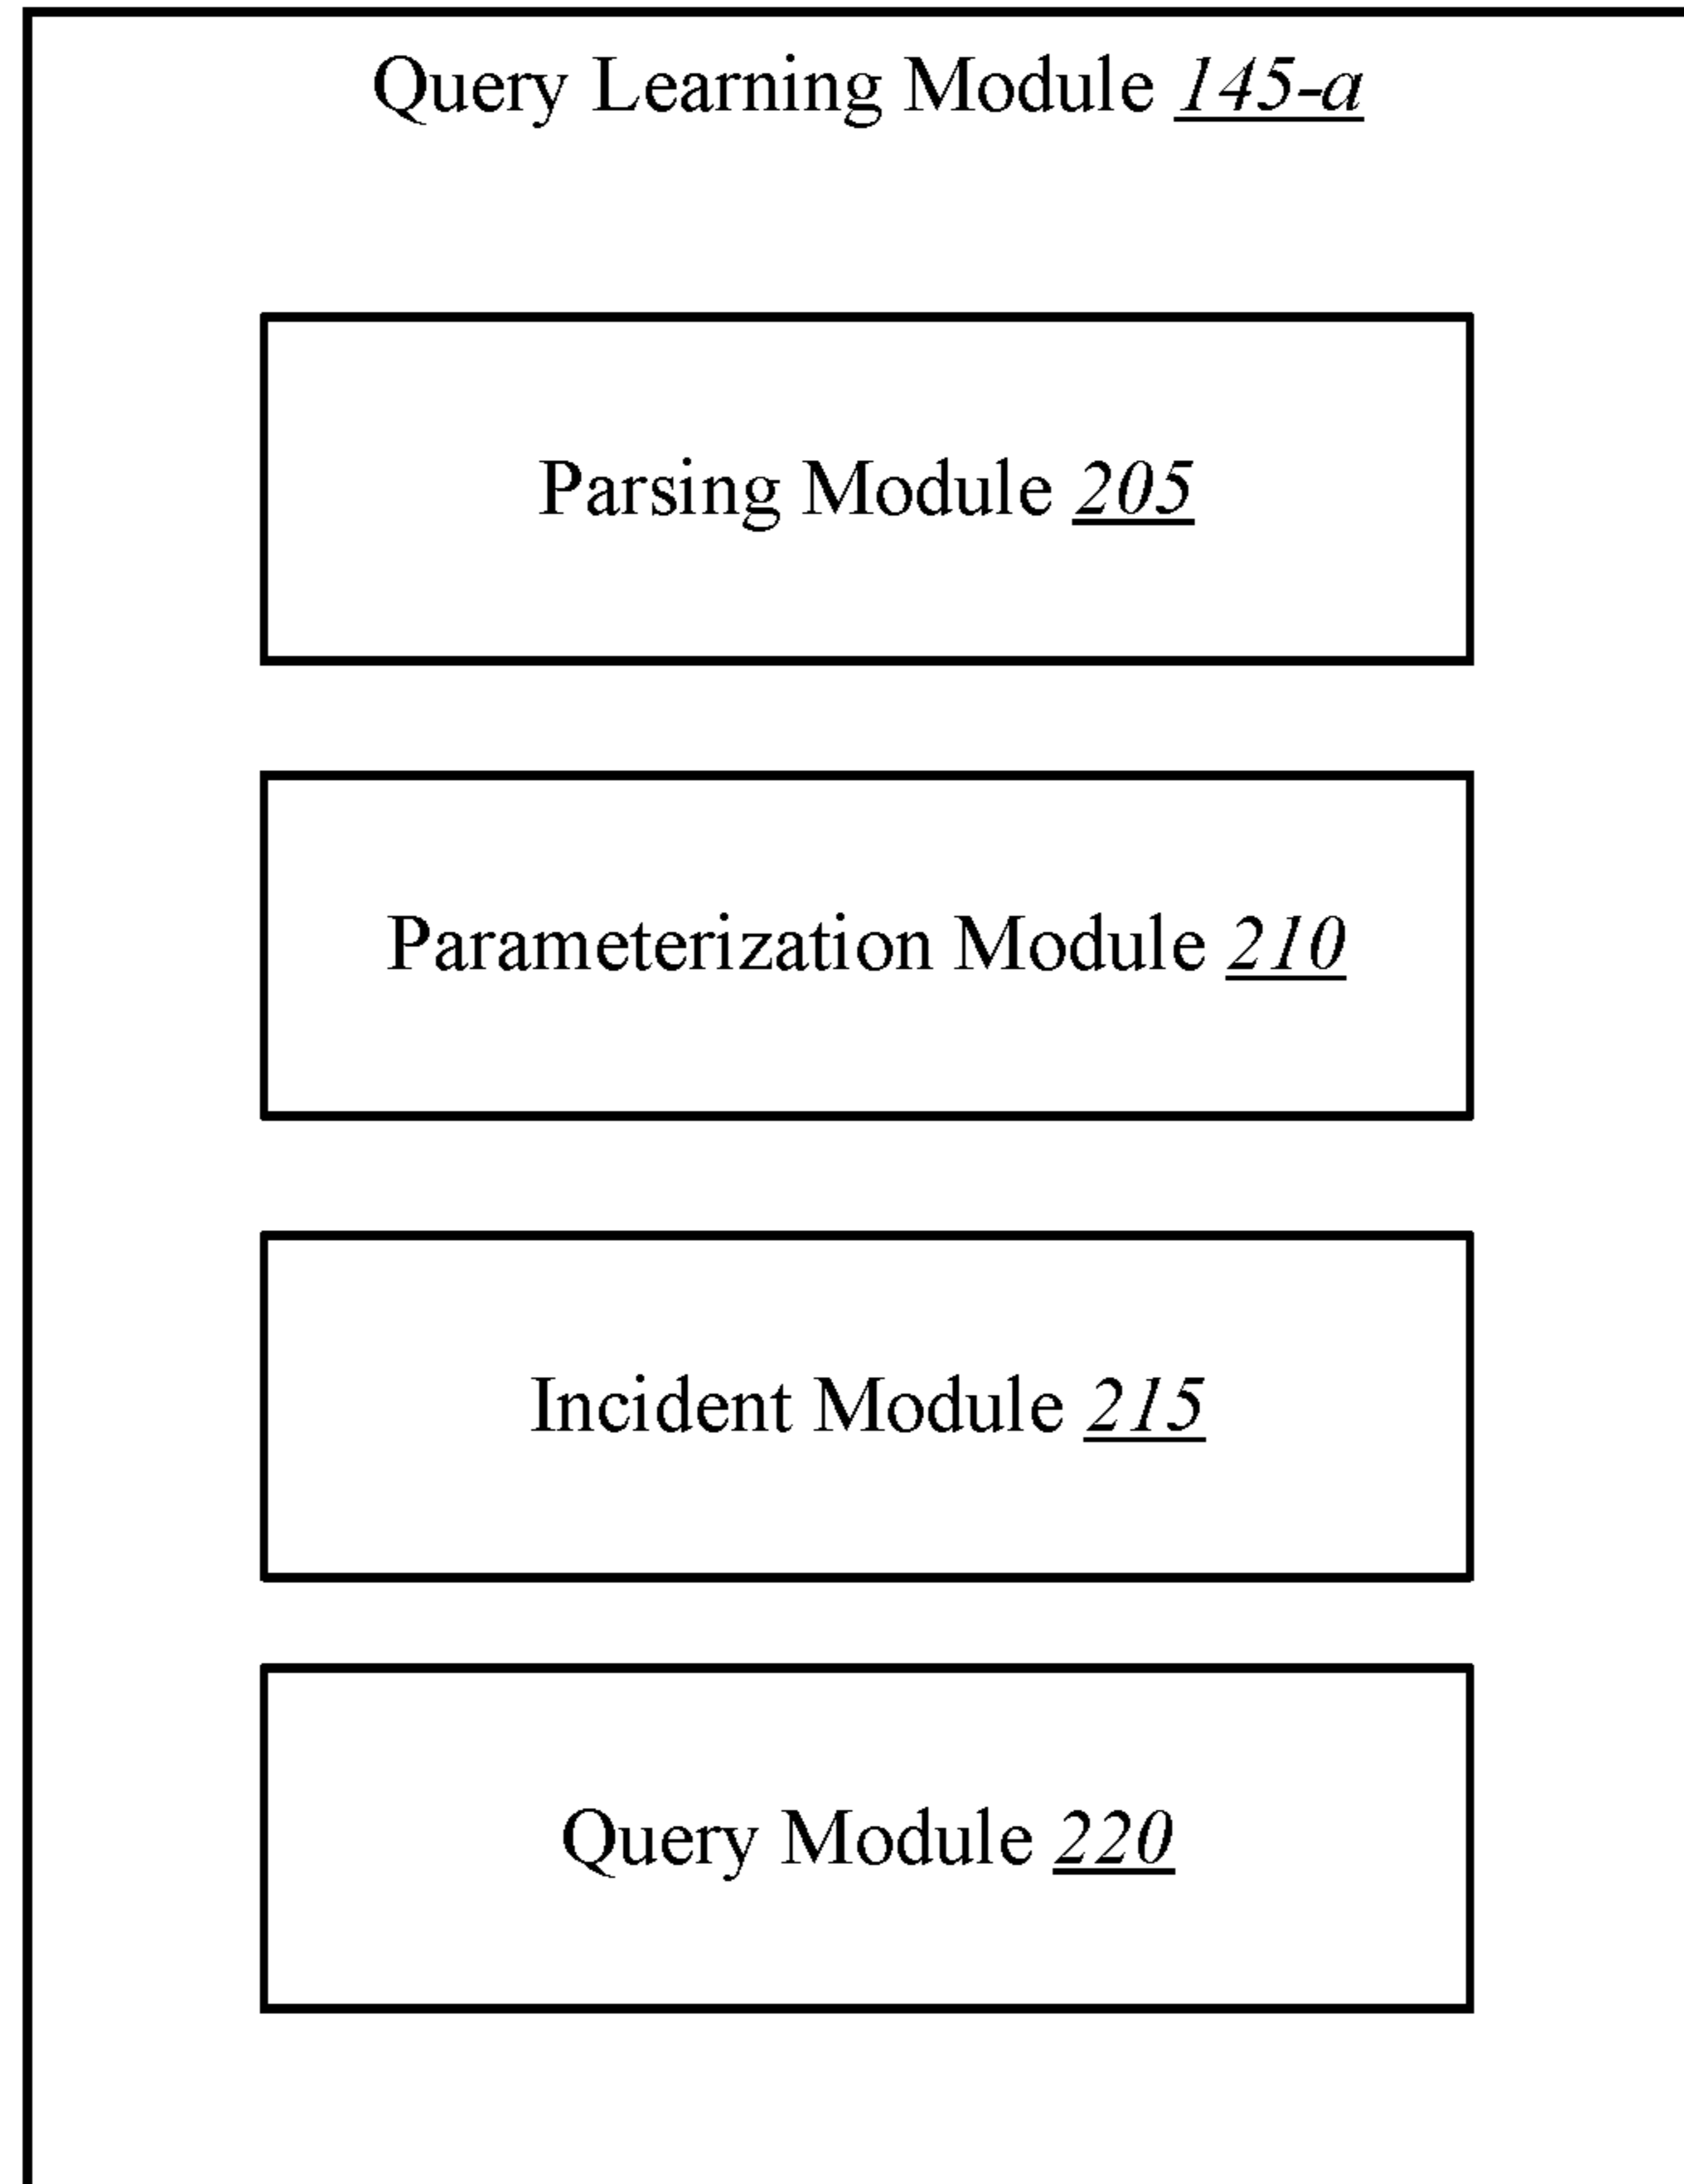 Query Learning Module 145-a
Parsing Module 205
Parameterization Module 210
Incident Module 215
Query Module 220